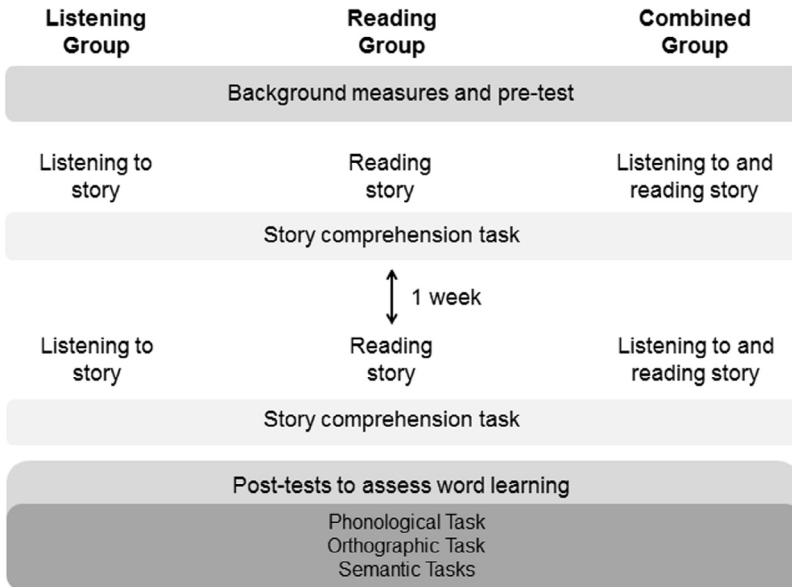 Listening Group
Reading Group
Combined Group
Background measures and pre-test
Listening to story
Reading story
Listening to and reading story
Story comprehension task
1 week
Listening to story
Reading story
Listening to and reading story
Story comprehension task
Post-tests to assess word learning
Phonological Task
Orthographic Task
Semantic Tasks